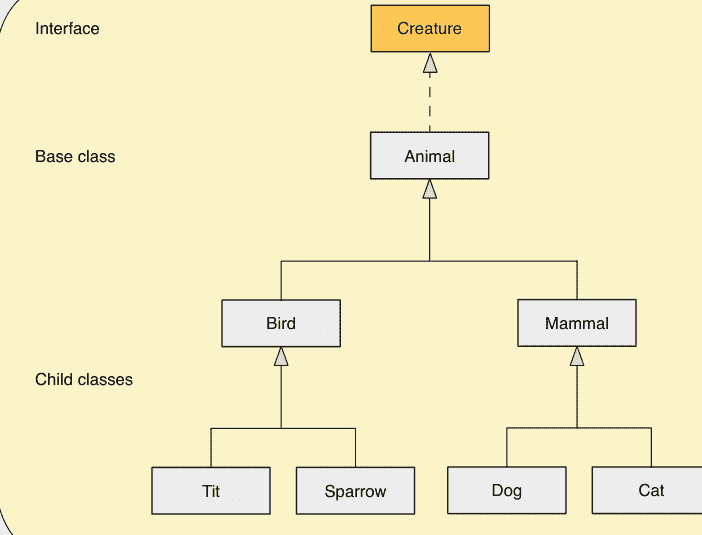 Interface
Creature
Base class
Animal
Bird
Mammal
Child classes
Tit
Sparrow
Dog
Cat